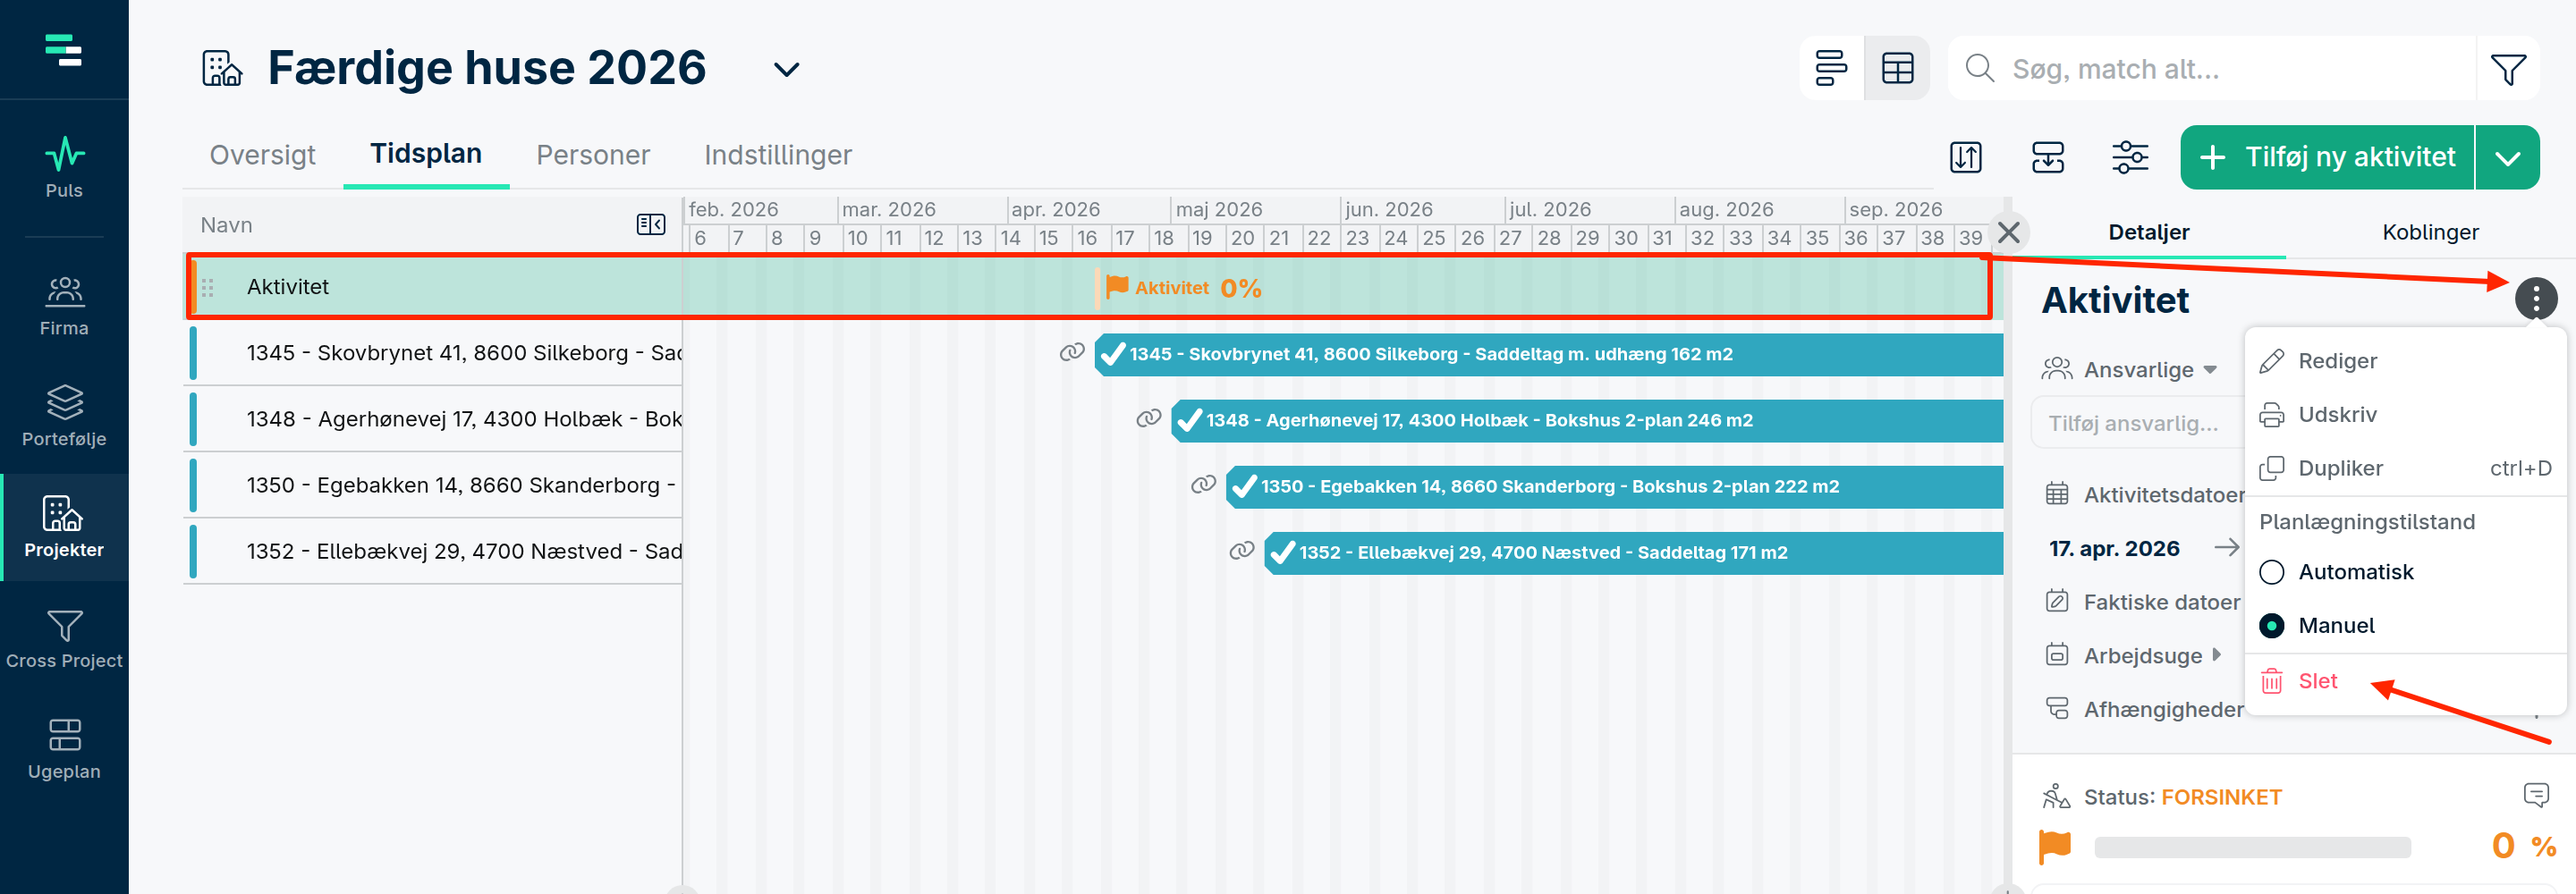 Færdige huse 2026
Søg, match alt...
Puls
Firma
Portefølje
Projekter
Cross Project
Ugeplan
Oversigt Tidsplan Personer Indstillinger
+ Tilføj ny aktivitet
Navn
feb. 2026 mar. 2026 apr. 2026 maj 2026 jun. 2026 jul. 2026 aug. 2026 sep. 2026
6 7 8 9 10 11 12 13 14 15 16 17 18 19 20 21 22 23 24 25 26 27 28 29 30 31 32 33 34 35 36 37 38 39
Aktivitet Aktivitet 0%
1345 - Skovbrynet 41, 8600 Silkeborg - Sac 1345 - Skovbrynet 41, 8600 Silkeborg - Saddeltag m. udhæng 162 m2
1348 - Agerhønevej 17, 4300 Holbæk - Bok 1348 - Agerhønevej 17, 4300 Holbæk - Bokshus 2-plan 246 m2
1350 - Egebakken 14, 8660 Skanderborg - 1350 - Egebakken 14, 8660 Skanderborg - Bokshus 2-plan 222 m2
1352 - Ellebækvej 29, 4700 Næstved - Sad 1352 - Ellebækvej 29, 4700 Næstved - Saddeltag 171 m2
Detaljer Koblinger
Aktivitet
Ansvarlige
Tilføj ansvarlig...
Aktivitetsdatoer
17. apr. 2026
Faktiske datoer
Arbejdsuge
Afhængigheder
Rediger
Udskriv
Dupliker ctrl+D
Planlægningstilstand
Automatisk
Manuel
Slet
Status: FORSINKET
0 %